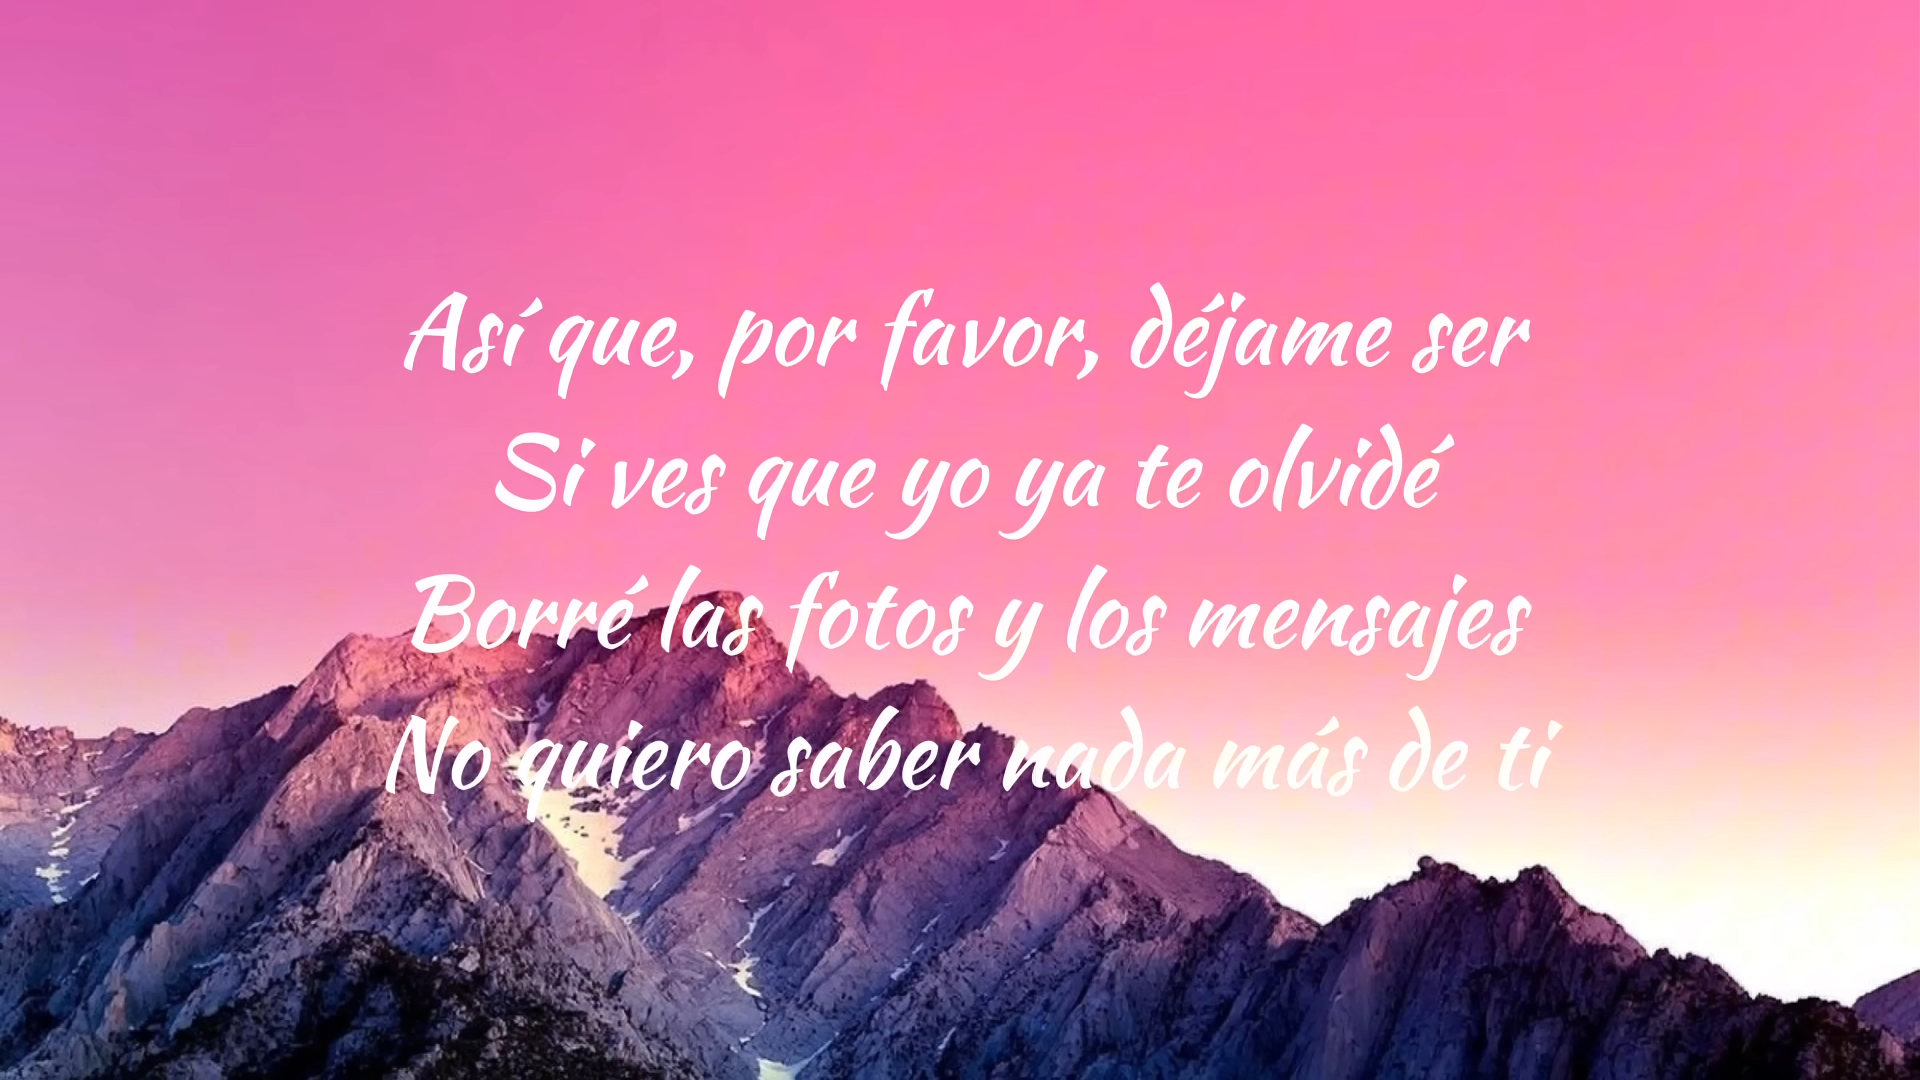 Así que, por favor, déjame ser
Si ves que yo ya te olvidé
Borré las fotos y los mensajes
No quiero saber nada más de ti